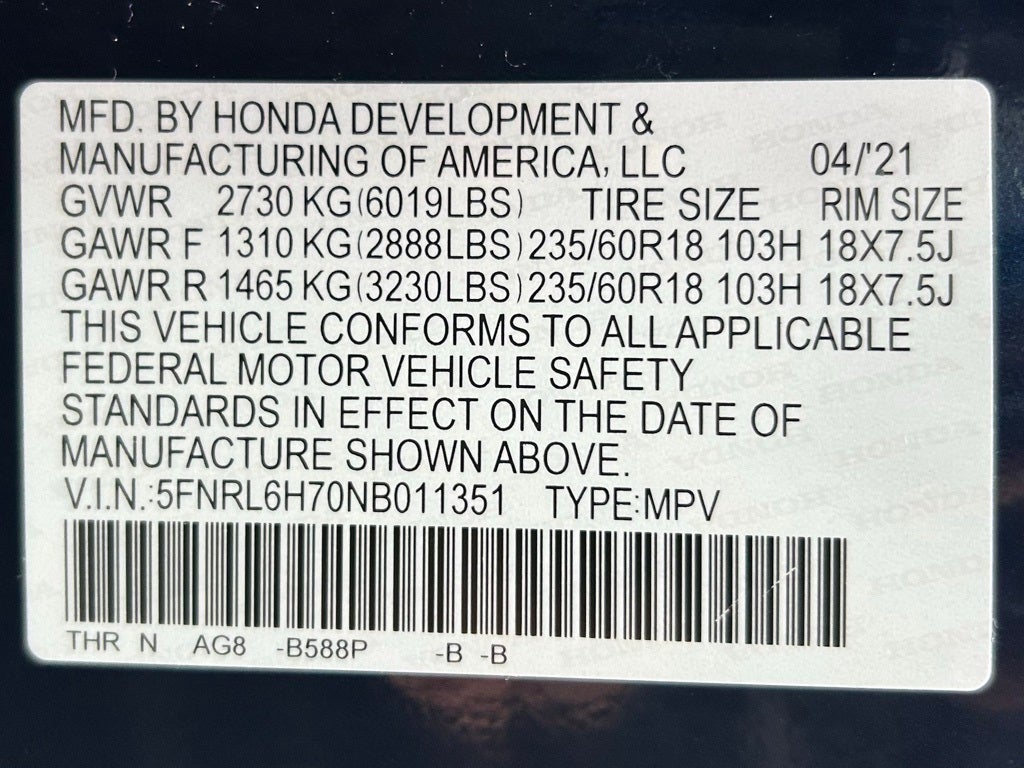 MFD. BY HONDA DEVELOPMENT &
MANUFACTURING OF AMERICA, LLC 04/'21
GVWR 2730 KG(6019LBS) TIRE SIZE RIM SIZE
GAWR F 1310 KG(2888LBS) 235/60R18 103H 18X7.5J
GAWR R 1465 KG(3230LBS) 235/60R18 103H 18X7.5J
THIS VEHICLE CONFORMS TO ALL APPLICABLE
FEDERAL MOTOR VEHICLE SAFETY
STANDARDS IN EFFECT ON THE DATE OF
MANUFACTURE SHOWN ABOVE.
V.I.N.:5FNRL6H70NB011351 TYPE:MPV
THR N AG8 -B588P -B -B